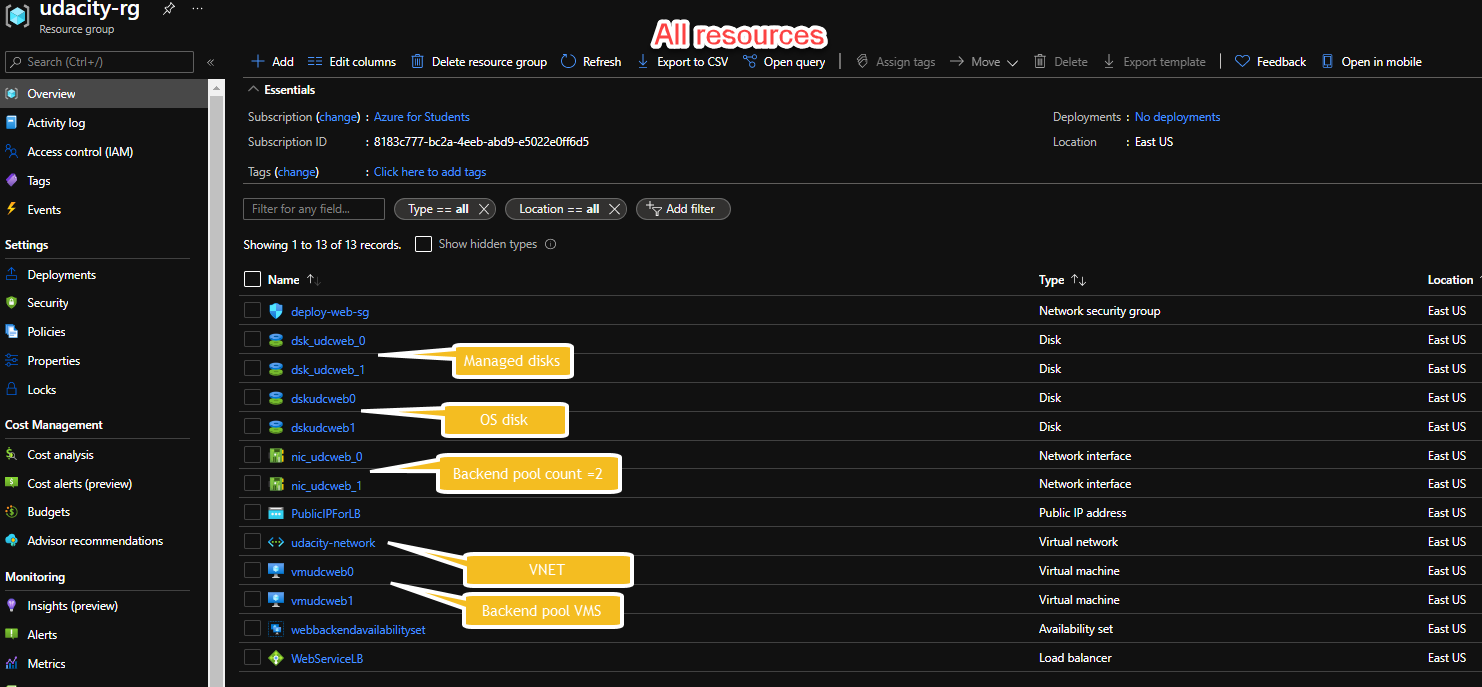 udacity-rg
Resource group
All resources
Search (Ctrl+/)
«
Add
Edit columns
Delete resource group
Refresh
Export to CSV
Open query
Assign tags
Move
Delete
Export template
Feedback
Open in mobile
Overview
Activity log
Access control (IAM)
Tags
Events
Settings
Deployments
Security
Policies
Properties
Locks
Cost Management
Cost analysis
Cost alerts (preview)
Budgets
Advisor recommendations
Monitoring
Insights (preview)
Alerts
Metrics
Essentials
Subscription (change) : Azure for Students
Deployments : No deployments
Subscription ID : 8183c777-bc2a-4eeb-abd9-e5022e0ff6d5
Location : East US
Tags (change) : Click here to add tags
Filter for any field...
Type == all
Location == all
Add filter
Showing 1 to 13 of 13 records.
Show hidden types
Name Type Location
deploy-web-sg Network security group East US
dsk_udcweb_0 Disk East US
Managed disks
dsk_udcweb_1 Disk East US
dskudcweb0 Disk East US
OS disk
dskudcweb1 Disk East US
nic_udcweb_0 Network interface East US
Backend pool count =2
nic_udcweb_1 Network interface East US
PublicIPForLB Public IP address East US
udacity-network Virtual network East US
VNET
vmudcweb0 Virtual machine East US
vmudcweb1 Virtual machine East US
Backend pool VMS
webbackendavailabilityset Availability set East US
WebServiceLB Load balancer East US